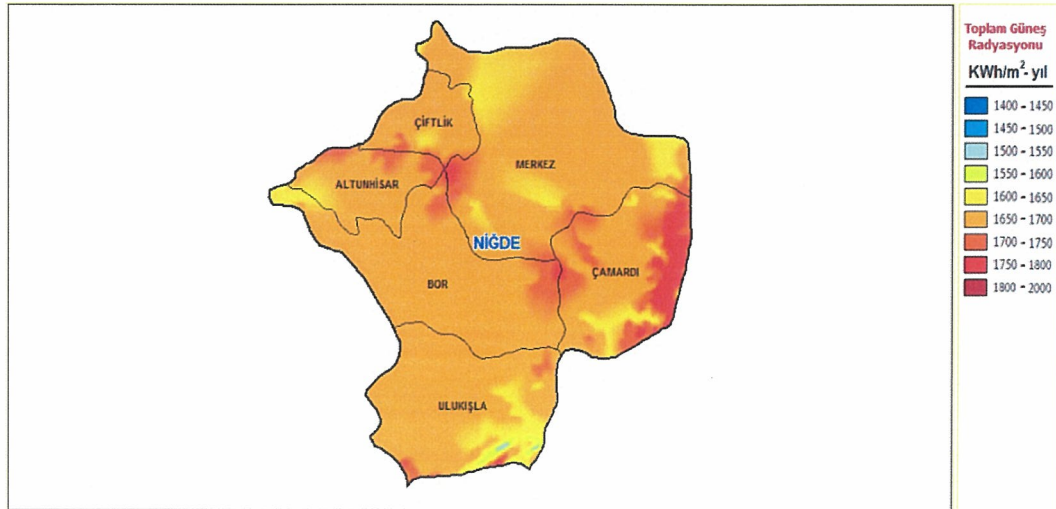 ÇİFTLİK
MERKEZ
ALTUNHİSAR
NİĞDE
ÇAMARDI
BOR
ULUKIŞLA
Toplam Güneş
Radyasyonu
KWh/m²- yıl
1400 - 1450
1450 - 1500
1500 - 1550
1550 - 1600
1600 - 1650
1650 - 1700
1700 - 1750
1750 - 1800
1800 - 2000